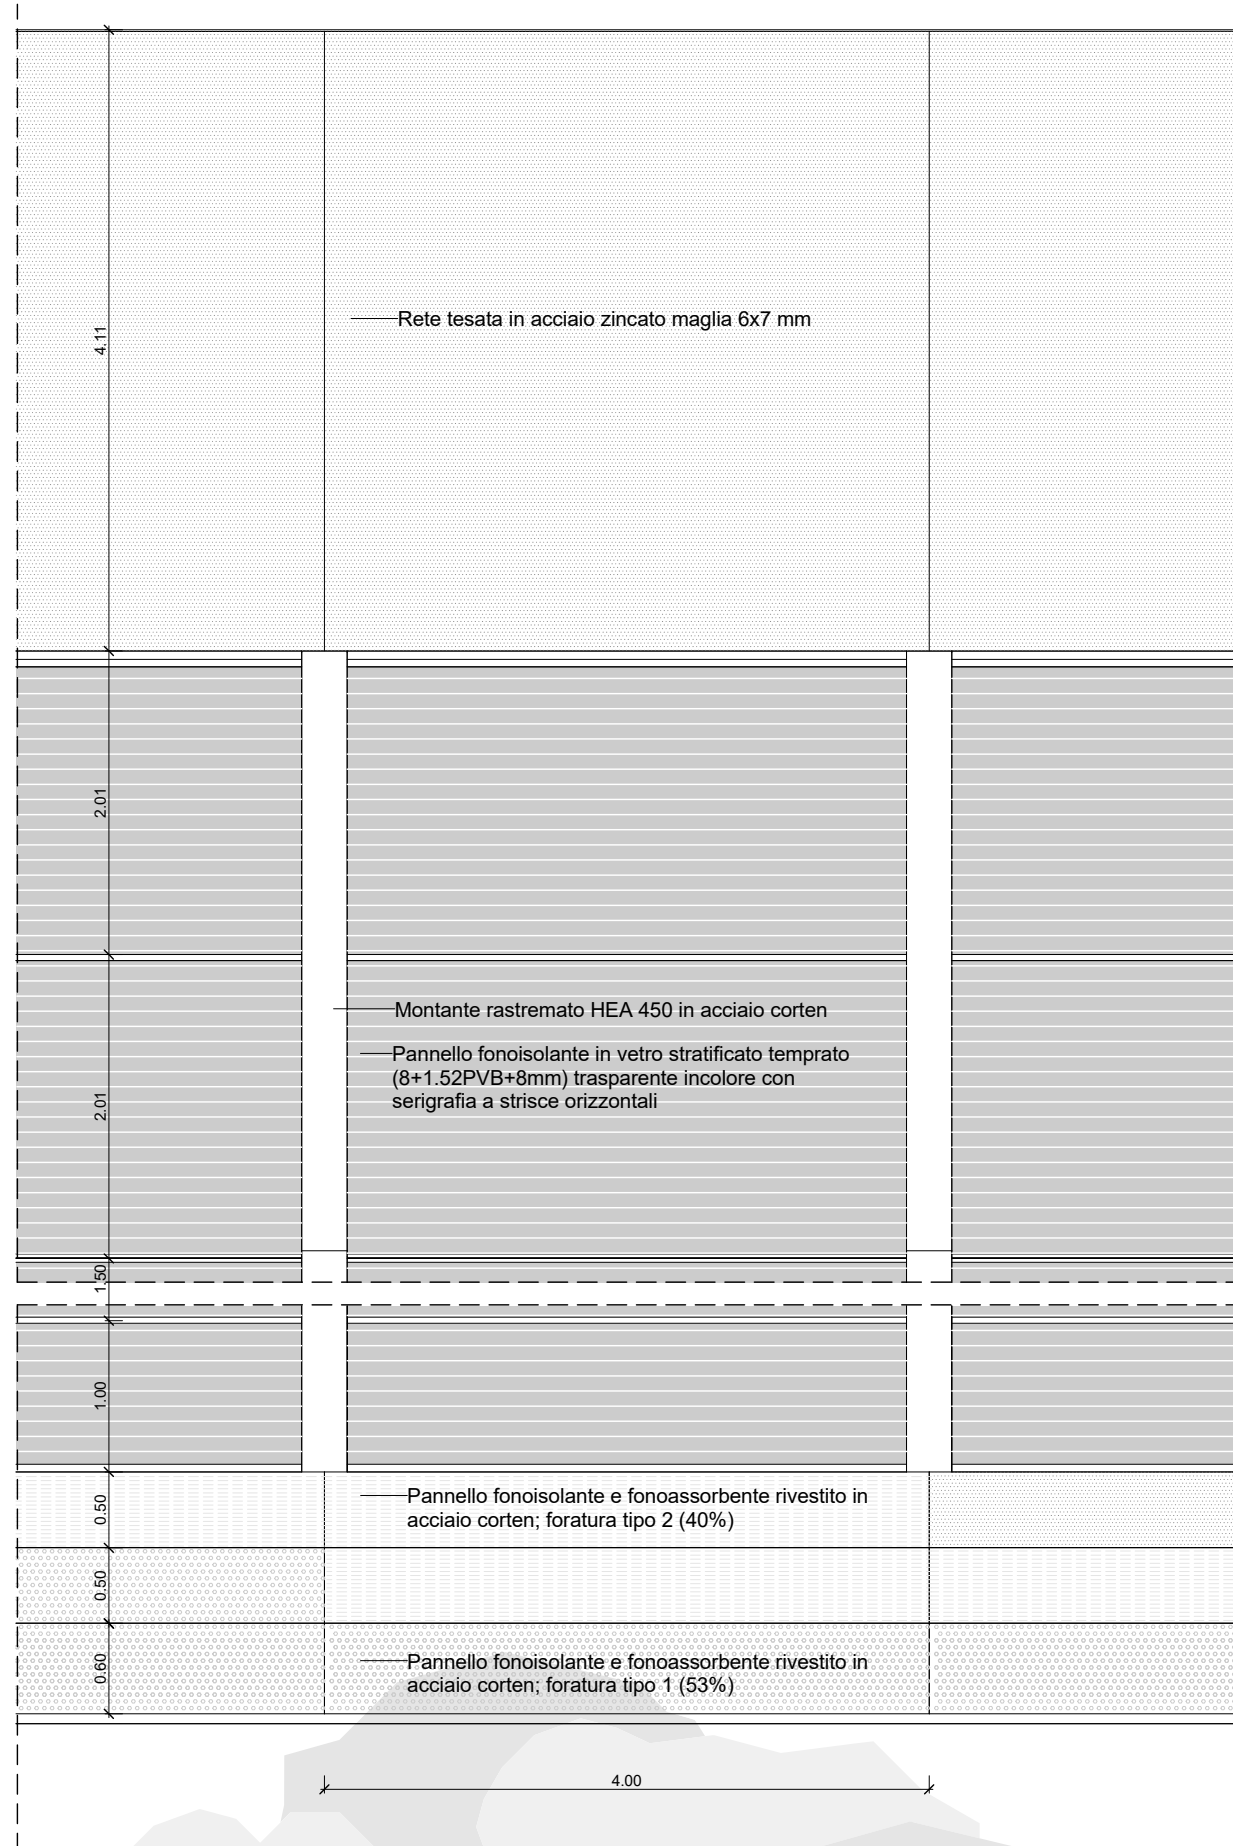 4.11
Rete tesata in acciaio zincato maglia 6x7 mm
2.01
2.01
Montante rastremato HEA 450 in acciaio corten
Pannello fonoisolante in vetro stratificato temprato
(8+1.52PVB+8mm) trasparente incolore con
serigrafia a strisce orizzontali
1.50
1.00
0.50
Pannello fonoisolante e fonoassorbente rivestito in
acciaio corten; foratura tipo 2 (40%)
0.50
0.60
Pannello fonoisolante e fonoassorbente rivestito in
acciaio corten; foratura tipo 1 (53%)
4.00